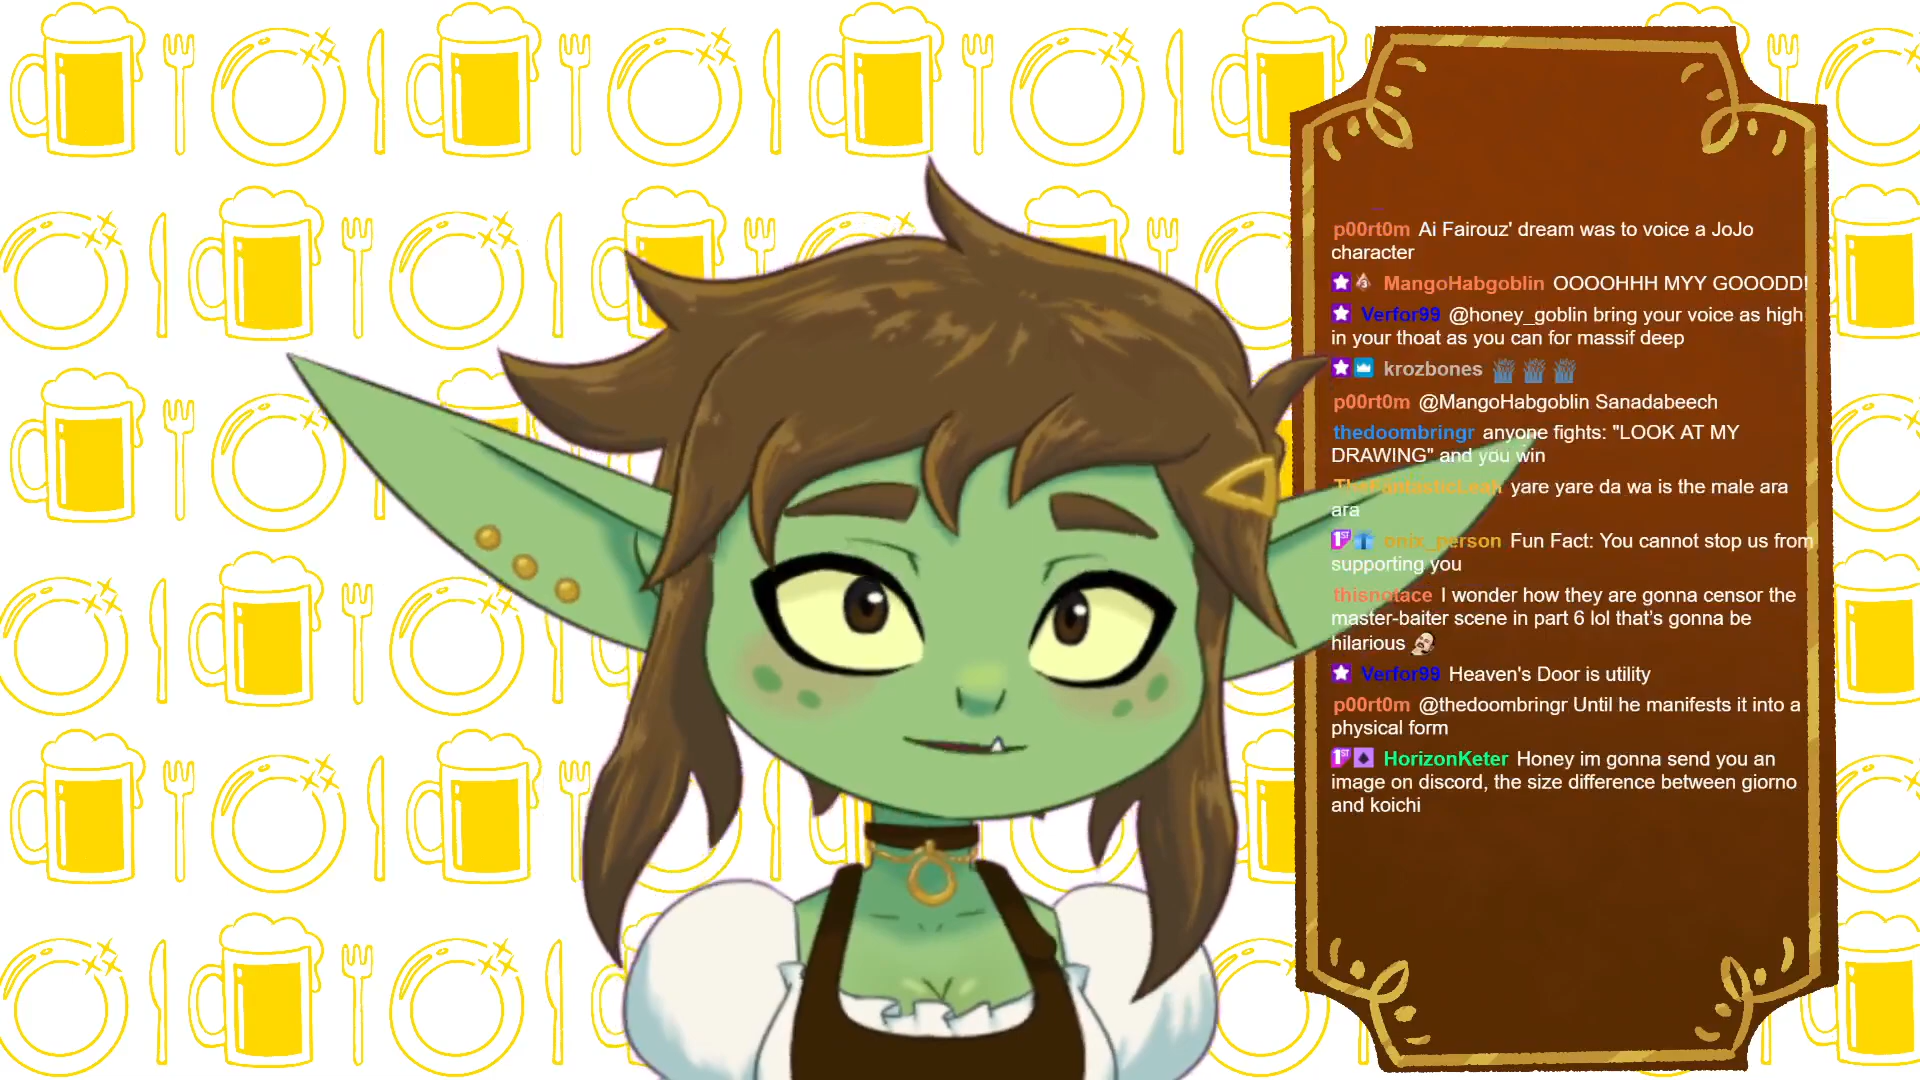 p00rt0m Ai Fairouz' dream was to voice a JoJo
character
MangoHabgoblin OOOOHHH MYY GOOODD!
Verfor99 @honey_goblin bring your voice as high
in your thoat as you can for massif deep
krozbones
p00rt0m @MangoHabgoblin Sanadabeech
thedoombringr anyone fights: "LOOK AT MY
DRAWING" and you win
TheFantasticLeah yare yare da wa is the male ara
ara
1ST onix_person Fun Fact: You cannot stop us from
supporting you
thisnotace I wonder how they are gonna censor the
master-baiter scene in part 6 lol that's gonna be
hilarious
Verfor99 Heaven's Door is utility
p00rt0m @thedoombringr Until he manifests it into a
physical form
1ST HorizonKeter Honey im gonna send you an
image on discord, the size difference between giorno
and koichi